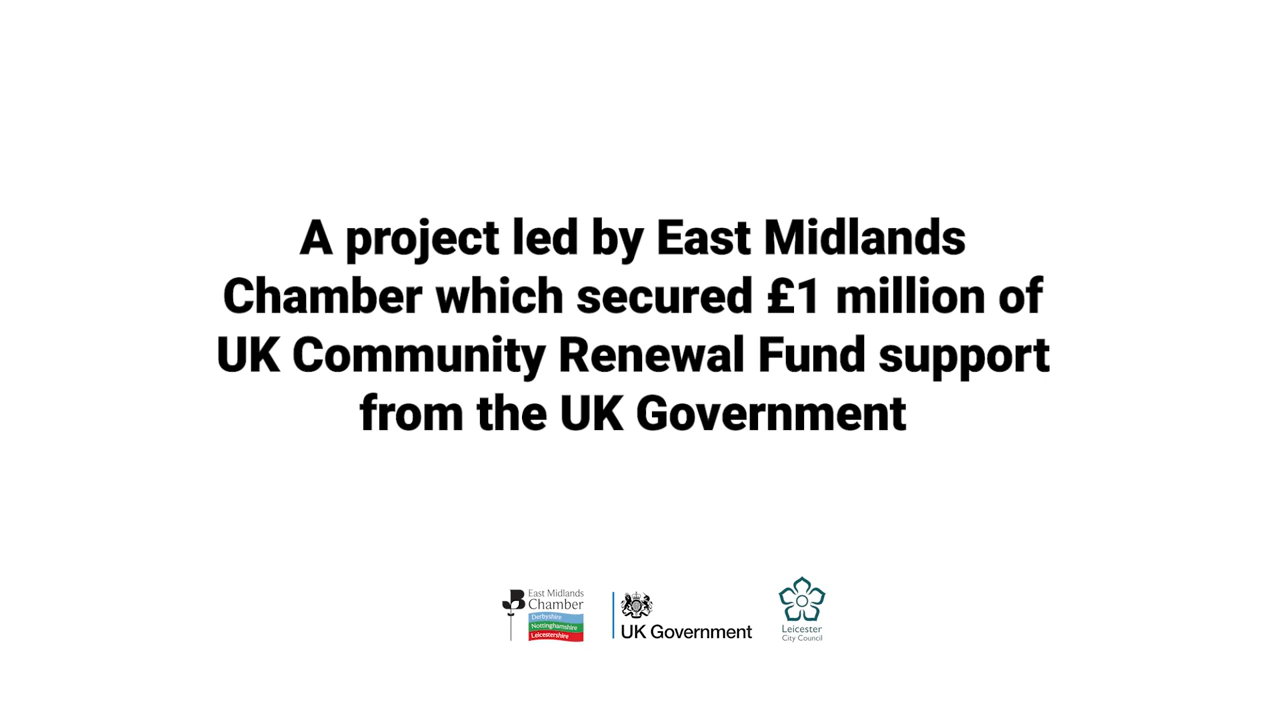 A project led by East Midlands
Chamber which secured £1 million of
UK Community Renewal Fund support
from the UK Government
East Midlands
Chamber
Derbyshire
Nottinghamshire
Leicestershire
UK Government
Leicester
City Council